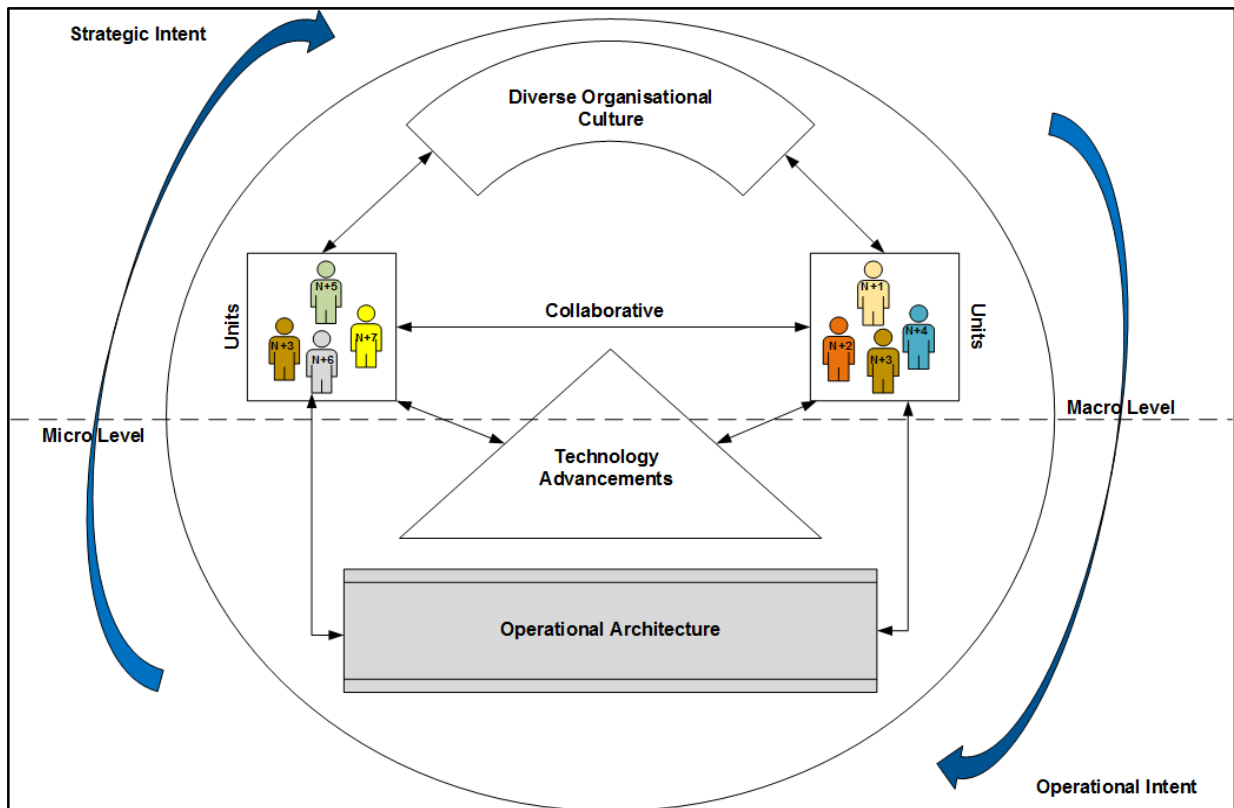 Strategic Intent
Diverse Organisational
Culture
Units
N+5
N+3
N+7
N+6
Collaborative
N+1
N+2
N+4
N+3
Units
Micro Level
Macro Level
Technology
Advancements
Operational Architecture
Operational Intent